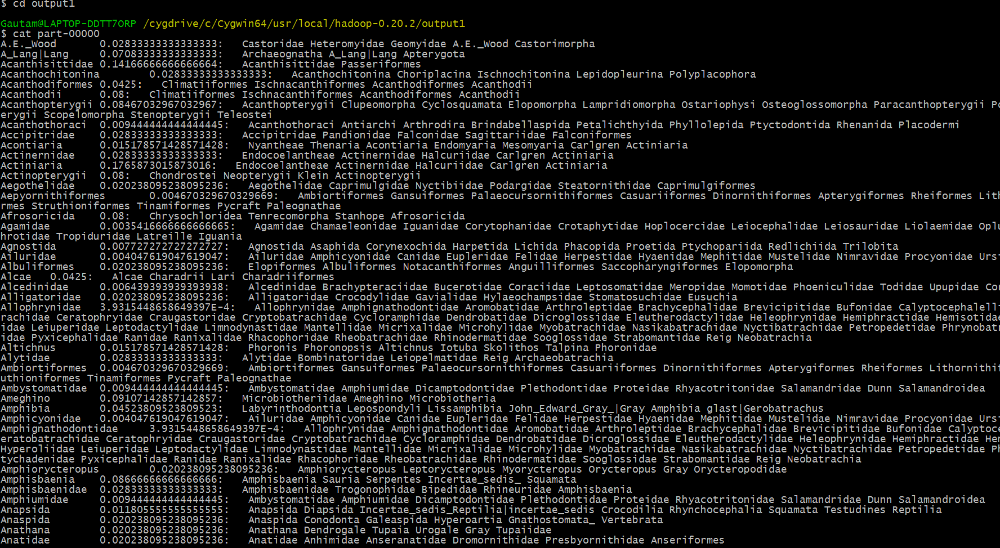 $ cd output1
Gautam@LAPTOP-DDTT7ORP /cygdrive/c/Cygwin64/usr/local/hadoop-0.20.2/output1
$ cat part-00000
A.E._Wood 0.028333333333333333: Castoridae Heteromyidae Geomyidae A.E._Wood Castorimorpha
A_Lang|Lang 0.07083333333333333: Archaeognatha A_Lang|Lang Apterygota
Acanthisittidae 0.14166666666666664: Passeriformes
Acanthochitonina 0.028333333333333333: Acanthochitonina Choriplacina Ischnochitonina Lepidopleurina Polyplacophora
Acanthodiformes 0.0425: Climatiiformes Ischnacanthiformes Acanthodiformes Acanthodii
Acanthodii 0.08: Climatiiformes Ischnacanthiformes Acanthodiformes Acanthodii
Acanthopterygii 0.08467032967032967: Acanthopterygii Clupeomorpha Cyclosquamata Elopomorpha Lampridiomorpha Ostariophysi Osteoglossomorpha Paracanthopterygii
erygii Scopelomorpha Stenopterygii Teleostei
Acanthothoraci 0.009444444444444445: Acanthothoraci Antiarchi Arthrodira Brindabellaspida Petalichthyida Phyllolepida Ptyctodontida Rhenanida Placodermi
Accipitridae 0.028333333333333333: Accipitridae Pandionidae Falconidae Sagittariidae Falconiformes
Acontiaria 0.015178571428571428: Nyantheae Thenaria Acontiaria Endomyaria Mesomyaria Carlgren Actiniaria
Actinernidae 0.028333333333333333: Endocoelantheae Actinernidae Halcuriidae Carlgren Actiniaria
Actiniaria 0.1765873015873016: Endocoelantheae Actinernidae Halcuriidae Carlgren Actiniaria
Actinopterygii 0.08: Chondrostei Neopterygii Klein Actinopterygii
Aegothelidae 0.020238095238095236: Aegothelidae Caprimulgidae Nyctibiidae Podargidae Steatornithidae Caprimulgiformes
Aepyornithiformes 0.004670329670329669: Ambiortiformes Gansuiformes Palaeocursornithiformes Casuariiformes Dinornithiformes Apterygiformes Rheiformes Lith
rmes Struthioniformes Tinamiformes Pycraft Paleognathae
Afrosoricida 0.08: Chrysochloridea Tenrecomorpha Stanhope Afrosoricida
Agamidae 0.0035416666666666665: Agamidae Chamaeleonidae Iguanidae Corytophanidae Crotaphytidae Hoplocercidae Leiocephalidae Leiosauridae Liolaemidae Oplu
hrotidae Tropiduridae Latreille Iguania
Agnostida 0.007727272727272727: Agnostida Asaphida Corynexochida Harpetida Lichida Phacopida Proetida Ptychopariida Redlichiida Trilobita
Ailuridae 0.004047619047619047: Ailuridae Amphicyonidae Canidae Eupleridae Felidae Herpestidae Hyaenidae Mephitidae Mustelidae Nimravidae Procyonidae Ursi
Albuliformes 0.020238095238095236: Elopiformes Albuliformes Notacanthiformes Anguilliformes Saccopharyngiformes Elopomorpha
Alcae 0.0425: Alcae Charadrii Lari Charadriiformes
Alcedinidae 0.006439393939393938: Alcedinidae Brachypteraciidae Bucerotidae Coraciidae Leptosomatidae Meropidae Momotidae Phoeniculidae Todidae Upupidae Cor
Alligatoridae 0.020238095238095236: Alligatoridae Crocodylidae Gavialidae Hylaeochampsidae Stomatosuchidae Eusuchia
Allophrynidae 3.9315448658649397E-4: Allophrynidae Amphignathodontidae Aromobatidae Arthroleptidae Brachycephalidae Brevicipitidae Bufonidae Calyptocephalelli
rachidae Ceratophryidae Craugastoridae Cryptobatrachidae Cycloramphidae Dendrobatidae Dicroglossidae Eleutherodactylidae Heleophrynidae Hemiphractidae Hemisotidae
idae Leiuperidae Leptodactylidae Limnodynastidae Mantellidae Micrixalidae Microhylidae Myobatrachidae Nasikabatrachidae Nyctibatrachidae Petropedetidae Phrynobatr
idae Pyxicephalidae Ranidae Ranixalidae Rhacophoridae Rheobatrachidae Rhinodermatidae Sooglossidae Strabomantidae Reig Neobatrachia
Altichnus 0.015178571428571428: Phoronis Phoronopsis Altichnus Iotuba Skolithos Talpina Phoronidae
Alytidae 0.028333333333333333: Alytidae Bombinatoridae Leiopelmatidae Reig Archaeobatrachia
Ambiortiformes 0.004670329670329669: Ambiortiformes Gansuiformes Palaeocursornithiformes Casuariiformes Dinornithiformes Apterygiformes Rheiformes Lithornithif
uthioniformes Tinamiformes Pycraft Paleognathae
Ambystomatidae 0.009444444444444445: Ambystomatidae Amphiumidae Dicamptodontidae Plethodontidae Proteidae Rhyacotritonidae Salamandridae Dunn Salamandroidea
Ameghino 0.09107142857142857: Microbiotheriidae Ameghino Microbiotheria
Amphibia 0.04523809523809523: Labyrinthodontia Lepospondyli Lissamphibia John_Edward_Gray_|Gray Amphibia glast|Gerobatrachus
Amphicyonidae 0.004047619047619047: Ailuridae Amphicyonidae Canidae Eupleridae Felidae Herpestidae Hyaenidae Mephitidae Mustelidae Nimravidae Procyonidae Ursi
Amphignathodontidae 3.9315448658649397E-4: Allophrynidae Amphignathodontidae Aromobatidae Arthroleptidae Brachycephalidae Brevicipitidae Bufonidae Calyptoce
eratobatrachidae Ceratophryidae Craugastoridae Cryptobatrachidae Cycloramphidae Dendrobatidae Dicroglossidae Eleutherodactylidae Heleophrynidae Hemiphractidae Hem
Hyperoliidae Leiuperidae Leptodactylidae Limnodynastidae Mantellidae Micrixalidae Microhylidae Myobatrachidae Nasikabatrachidae Nyctibatrachidae Petropedetidae Ph
tychadenidae Pyxicephalidae Ranidae Ranixalidae Rhacophoridae Rheobatrachidae Rhinodermatidae Sooglossidae Strabomantidae Reig Neobatrachia
Amphiorycteropus 0.020238095238095236: Amphiorycteropus Leptorycteropus Myorycteropus Orycteropus Gray Orycteropodidae
Amphisbaenia 0.08666666666666666: Amphisbaenia Sauria Serpentes Incertae_sedis_ Squamata
Amphisbaenidae 0.028333333333333333: Amphisbaenidae Trogonophidae Bipedidae Rhineuridae Amphisbaenia
Amphiumidae 0.009444444444444445: Ambystomatidae Amphiumidae Dicamptodontidae Plethodontidae Proteidae Rhyacotritonidae Salamandridae Dunn Salamandroidea
Anapsida 0.011805555555555555: Anapsida Diapsida Incertae_sedis_Reptilia|incertae_sedis Crocodilia Rhynchocephalia Squamata Testudines Reptilia
Anaspida 0.020238095238095236: Anaspida Conodonta Galeaspida Hyperoartia Gnathostomata_ Vertebrata
Anathana 0.020238095238095236: Anathana Dendrogale Tupaia Urogale Gray Tupaiidae
Anatidae 0.020238095238095236: Anatidae Anhimidae Anseranatidae Dromornithidae Presbyornithidae Anseriformes